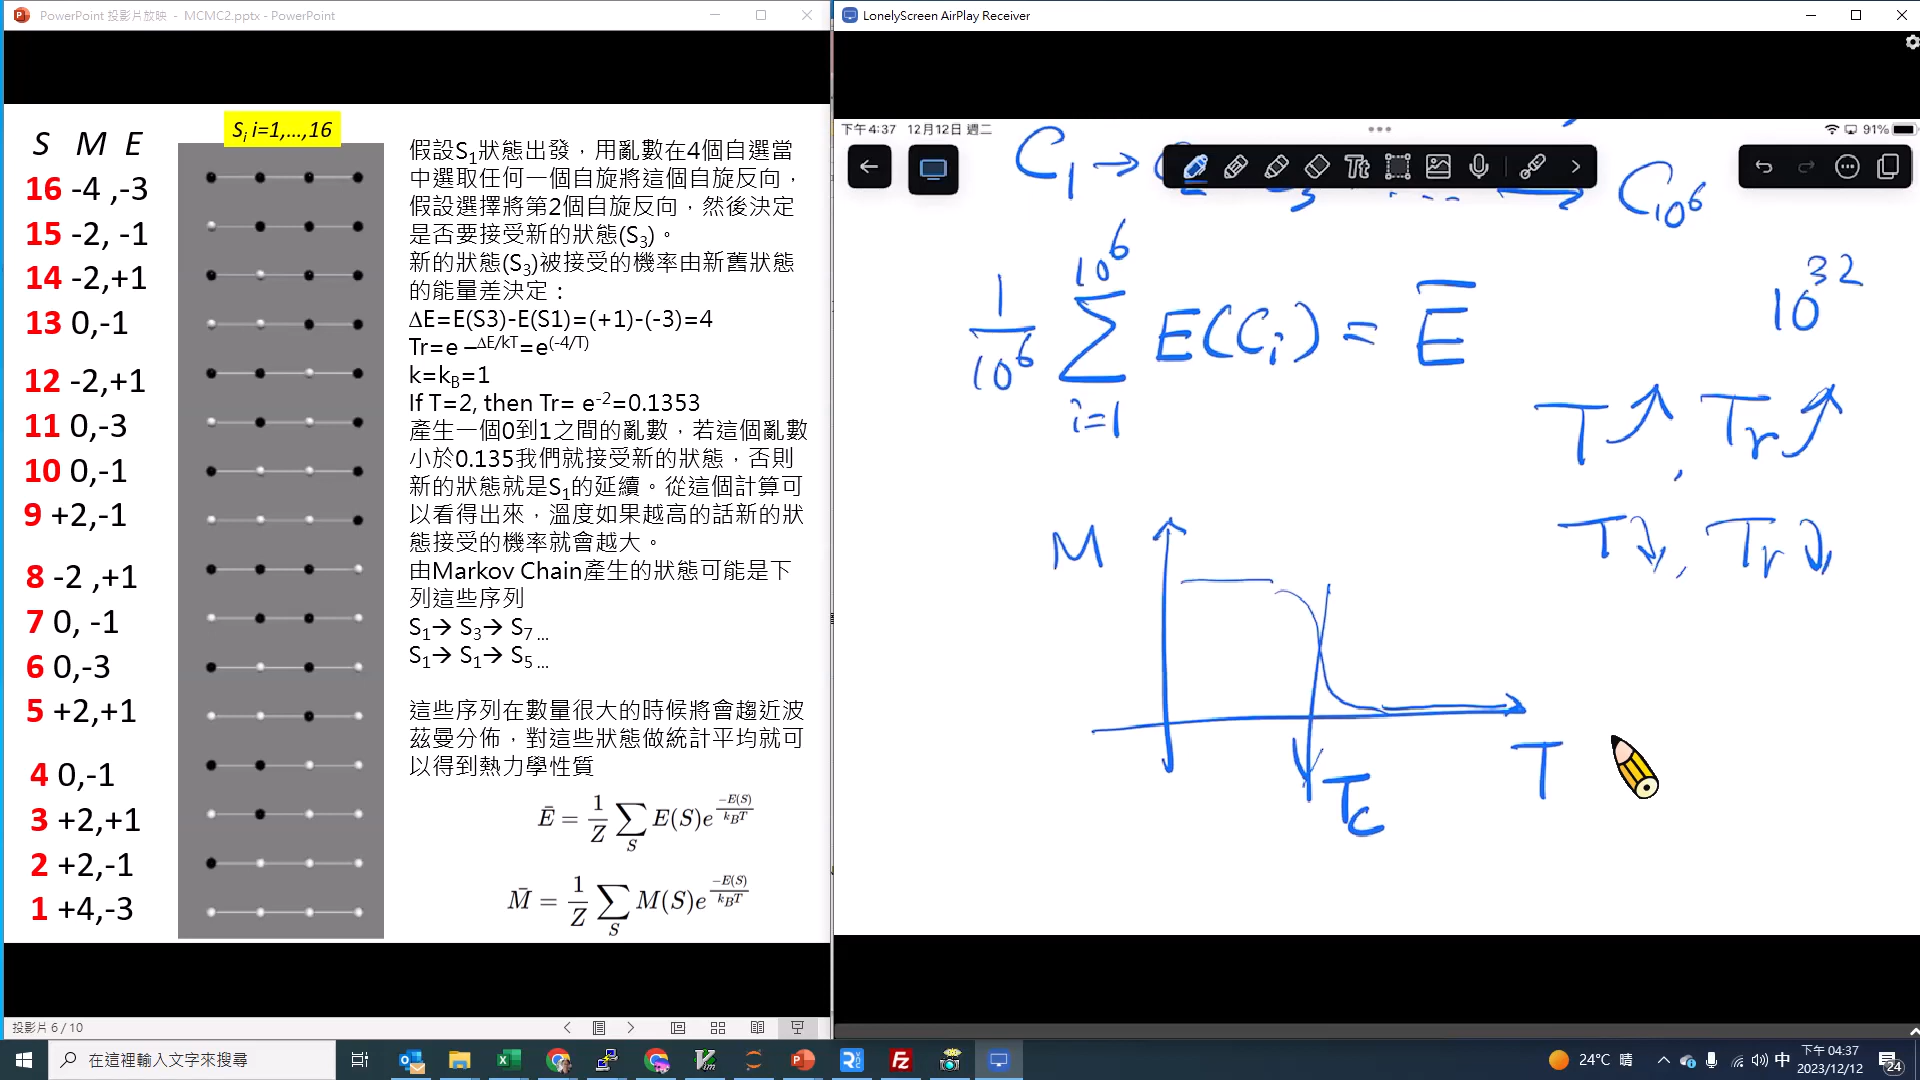 PowerPoint 投影片放映 - MCMC2.pptx - PowerPoint
S M E
16 -4 ,-3
15 -2, -1
14 -2,+1
13 0,-1
12 -2,+1
11 0,-3
10 0,-1
9 +2,-1
8 -2 ,+1
7 0, -1
6 0,-3
5 +2,+1
4 0,-1
3 +2,+1
2 +2,-1
1 +4,-3
Si i=1,...,16
假設S1狀態出發，用亂數在4個自選當
中選取任何一個自旋將這個自旋反向，
假設選擇將第2個自旋反向，然後決定
是否要接受新的狀態(S3)。
新的狀態(S3)被接受的機率由新舊狀態
的能量差決定：
∆E=E(S3)-E(S1)=(+1)-(-3)=4
Tr=e –∆E/kT=e(-4/T)
k=kB=1
If T=2, then Tr= e-2=0.1353
產生一個0到1之間的亂數，若這個亂數
小於0.135我們就接受新的狀態，否則
新的狀態就是S1的延續。從這個計算可
以看得出來，溫度如果越高的話新的狀
態接受的機率就會越大。
由Markov Chain產生的狀態可能是下
列這些序列
S1→ S3→ S7 ...
S1→ S1→ S5 ...
這些序列在數量很大的時候將會趨近波
茲曼分佈，對這些狀態做統計平均就可
以得到熱力學性質
Ē = 1/Z ∑S E(S)e^(-E(S)/kBT)
M̄ = 1/Z ∑S M(S)e^(-E(S)/kBT)
投影片 6 / 10
LonelyScreen AirPlay Receiver
下午4:37 12月12日 週二
91%
C1 → ... → C10^6
Tt
1/10^6 ∑ i=1 10^6 E(Ci) = Ē
10^32
T↗, Tr↗
T↘, Tr↘
M
Tc
T
在這裡輸入文字來搜尋
24°C 晴
中
下午 04:37
2023/12/12
24